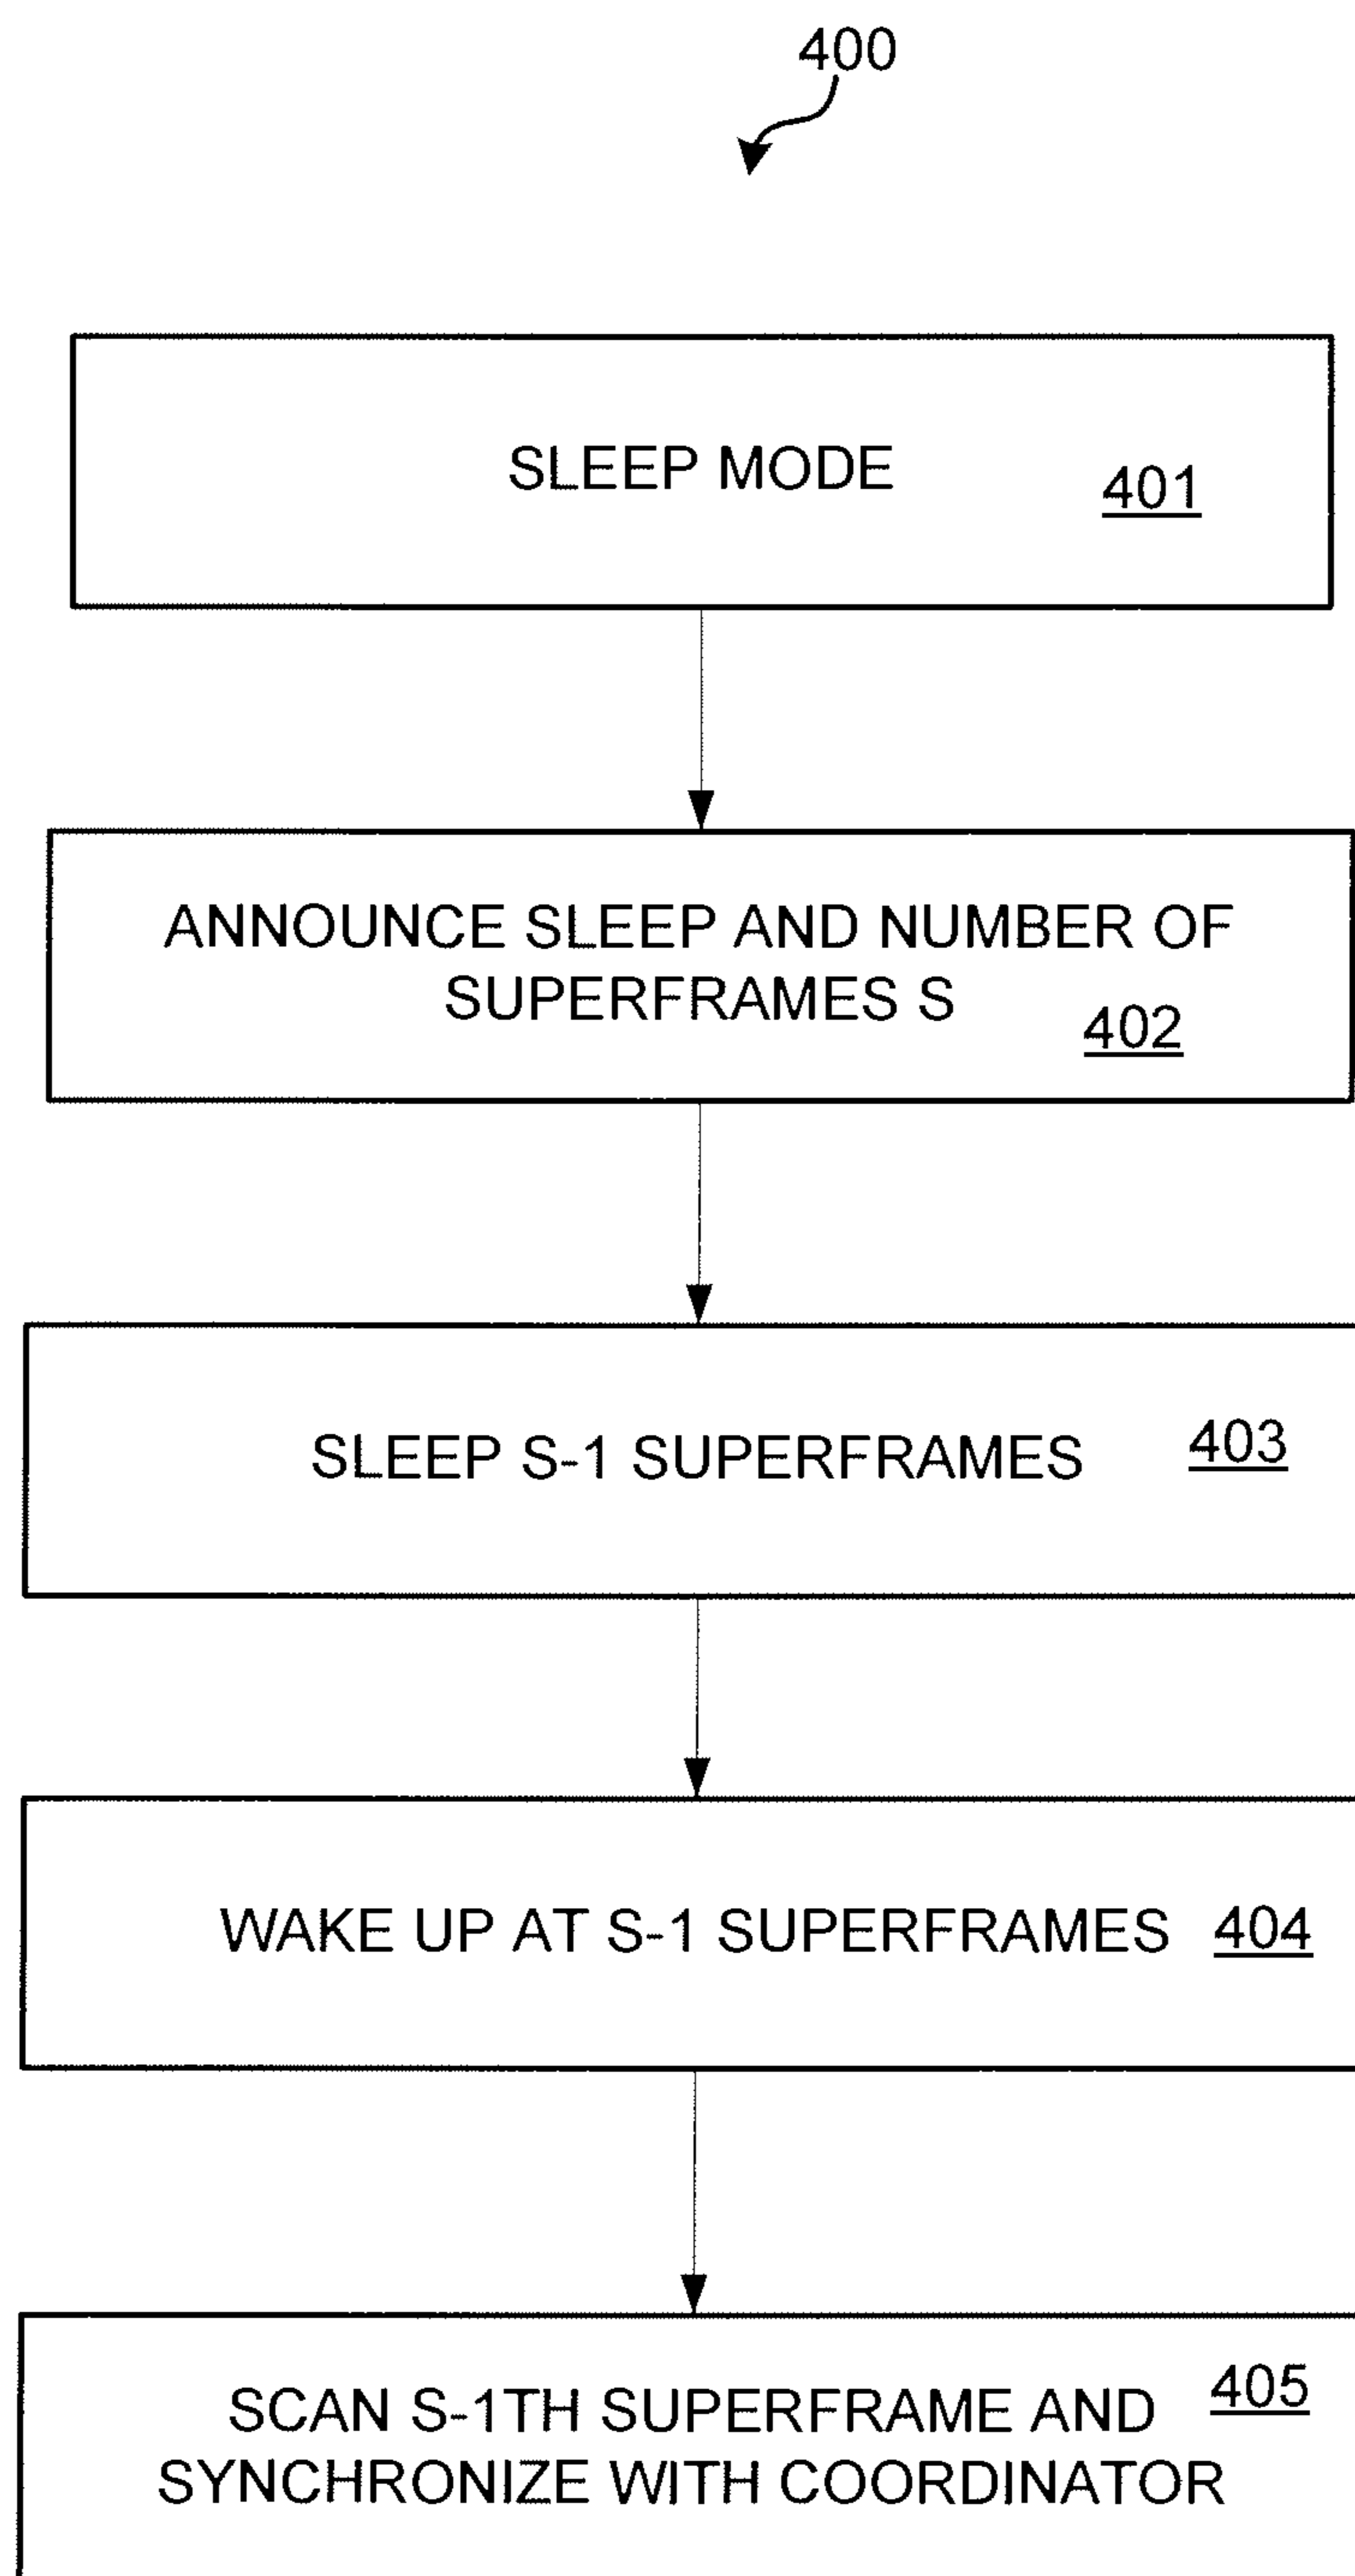 400
SLEEP MODE
401
ANNOUNCE SLEEP AND NUMBER OF
SUPERFRAMES S
402
SLEEP S-1 SUPERFRAMES
403
WAKE UP AT S-1 SUPERFRAMES
404
SCAN S-1TH SUPERFRAME AND
SYNCHRONIZE WITH COORDINATOR
405